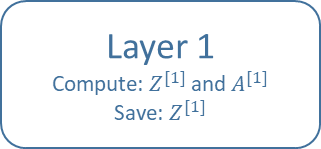 Layer 1
Compute: Z^[1] and A^[1]
Save: Z^[1]